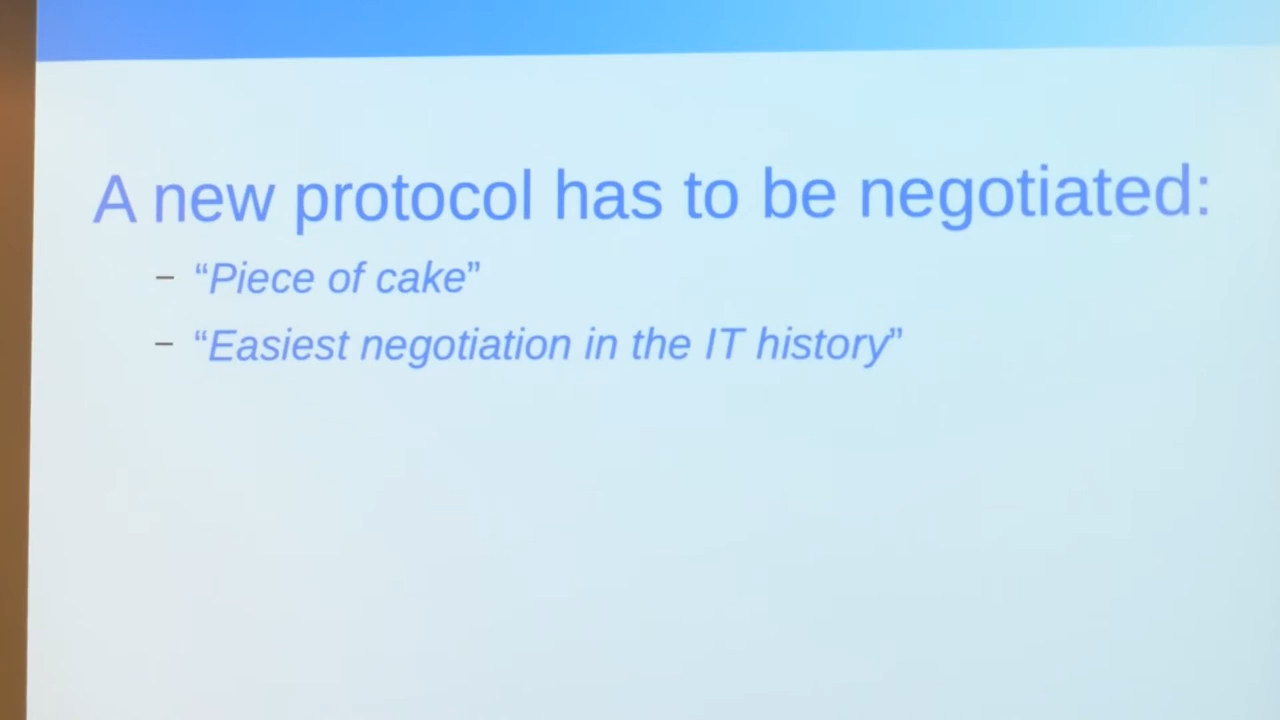 A new protocol has to be negotiated:
– “Piece of cake”
– “Easiest negotiation in the IT history”